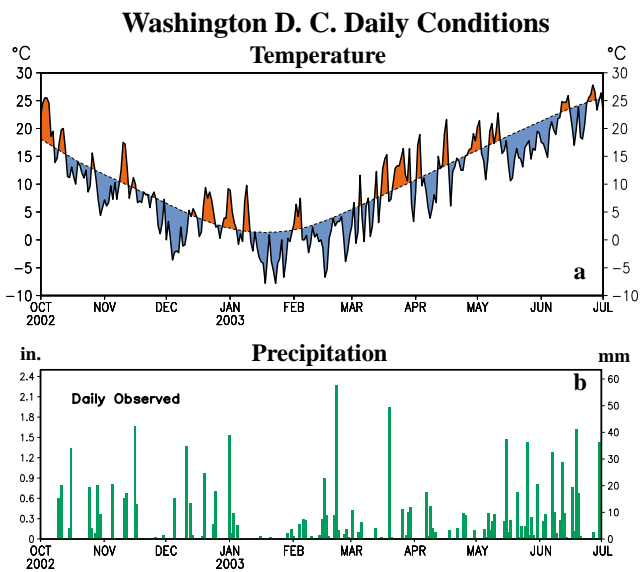 Washington D. C. Daily Conditions
°C Temperature °C
30 30
25 25
20 20
15 15
10 10
5 5
0 0
−5 −5
−10 a −10
OCT NOV DEC JAN FEB MAR APR MAY JUN JUL
2002 2003
in. Precipitation mm
2.4 b 60
2.1 Daily Observed 50
1.8
1.5 40
1.2 30
0.9 20
0.6
0.3 10
0 0
OCT NOV DEC JAN FEB MAR APR MAY JUN JUL
2002 2003